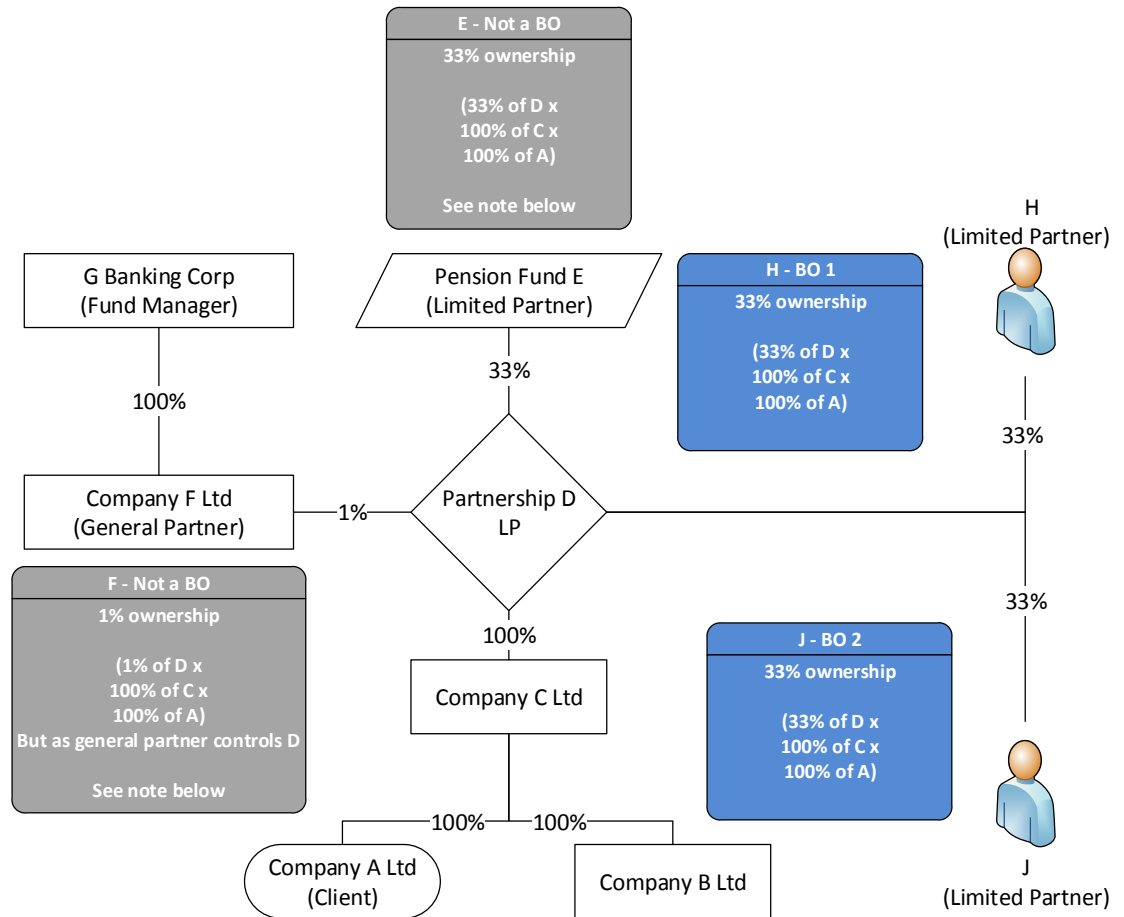 E - Not a BO
33% ownership
(33% of D x
100% of C x
100% of A)
See note below
H
(Limited Partner)
G Banking Corp
(Fund Manager)
Pension Fund E
(Limited Partner)
H - BO 1
33% ownership
(33% of D x
100% of C x
100% of A)
33%
100%
33%
Company F Ltd
(General Partner)
1%
Partnership D
LP
F - Not a BO
1% ownership
(1% of D x
100% of C x
100% of A)
But as general partner controls D
See note below
33%
100%
J - BO 2
33% ownership
(33% of D x
100% of C x
100% of A)
Company C Ltd
100%
100%
Company A Ltd
(Client)
Company B Ltd
J
(Limited Partner)